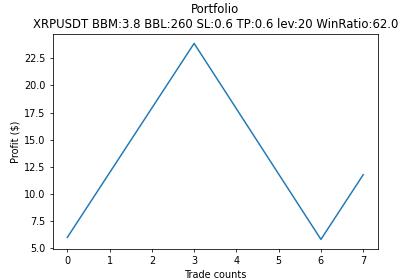 Portfolio
XRPUSDT BBM:3.8 BBL:260 SL:0.6 TP:0.6 lev:20 WinRatio:62.0
Profit ($)
22.5
20.0
17.5
15.0
12.5
10.0
7.5
5.0
0 1 2 3 4 5 6 7
Trade counts